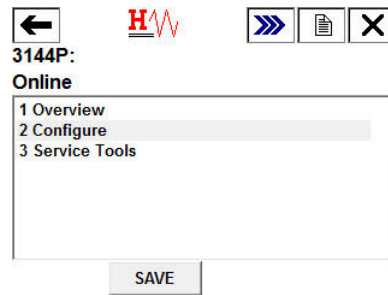 H
3144P:
Online
1 Overview
2 Configure
3 Service Tools
SAVE